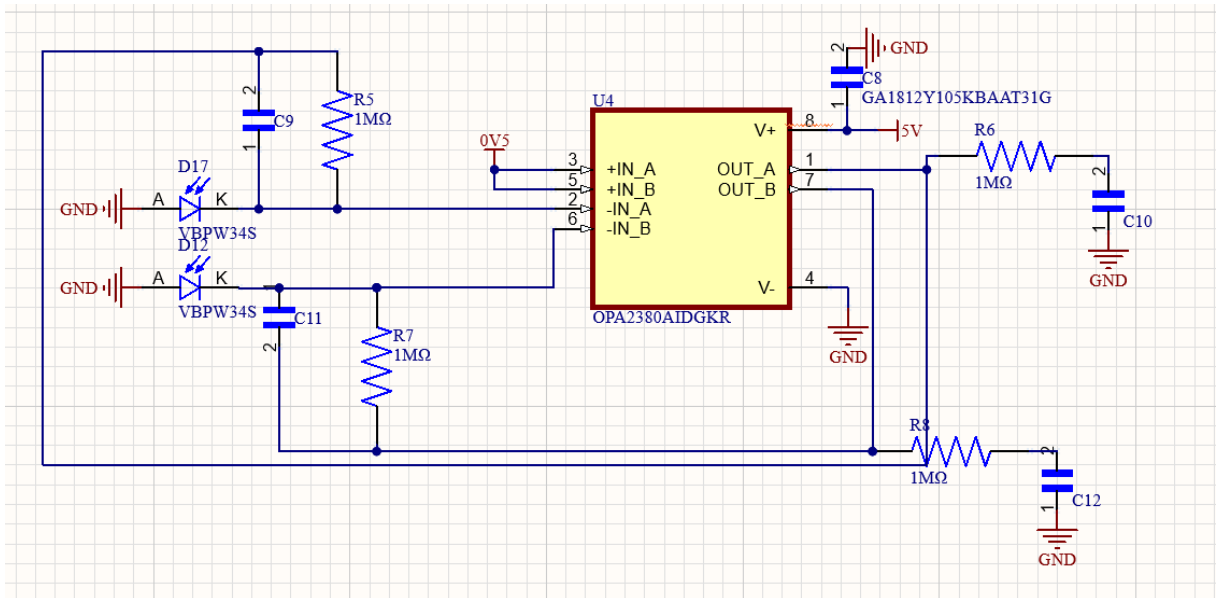 2
GND
C8
GA1812Y105KBAAT31G
1
2
C9
1
R5
1MΩ
U4
V+
8
5V
R6
1MΩ
0V5
3
+IN_A
OUT_A
1
5
+IN_B
OUT_B
7
2
-IN_A
6
-IN_B
2
C10
1
GND
D17
GND
A
K
VBPW34S
D12
GND
A
K
VBPW34S
1
C11
2
R7
1MΩ
V-
4
OPA2380AIDGKR
GND
R8
1MΩ
2
C12
1
GND